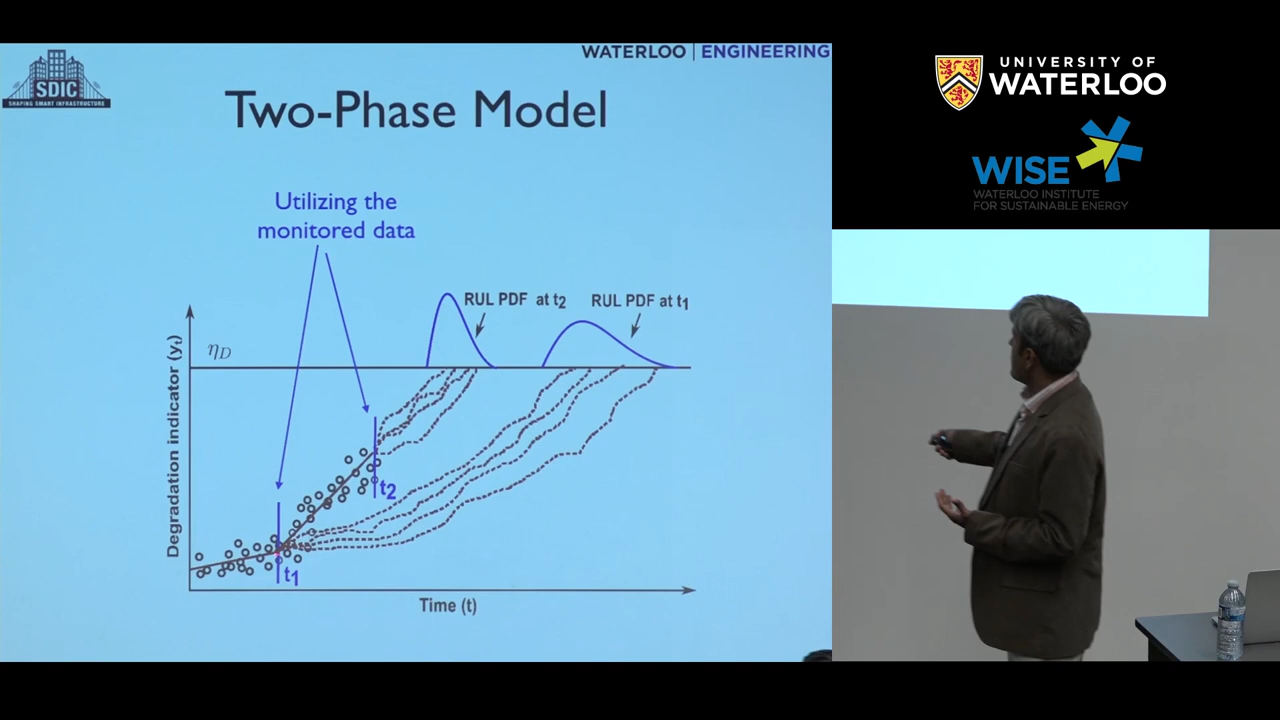 SDIC
SHAPING SMART INFRASTRUCTURE
WATERLOO | ENGINEERING
Two-Phase Model
Utilizing the
monitored data
RUL PDF at t2
RUL PDF at t1
ηD
Degradation indicator (yt)
t2
t1
Time (t)
UNIVERSITY OF
WATERLOO
WISE
WATERLOO INSTITUTE
FOR SUSTAINABLE ENERGY